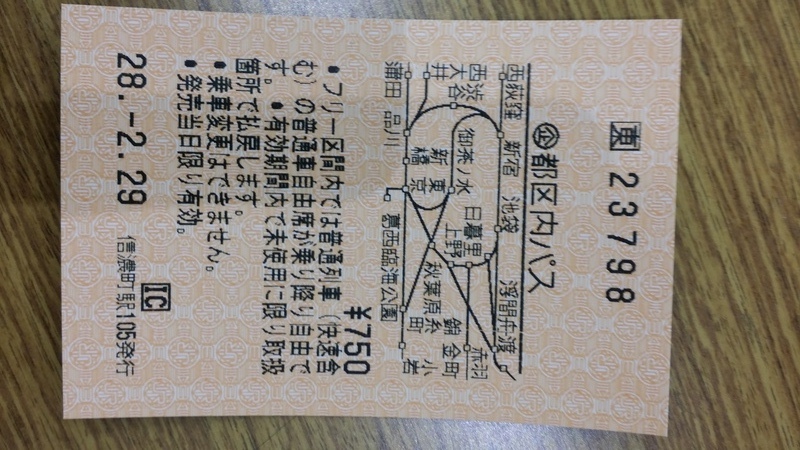 東 23798
㊭都区内パス
西荻窪 新宿 池袋 浮間舟渡
渋谷 御茶ノ水 日暮里 赤羽
西大井 新橋 東京 上野 錦糸町 金町
蒲田 品川 葛西臨海公園 秋葉原 小岩
¥750
●フリー区間内では普通列車（快速含
む）の普通車自由席が乗り降り自由で
す。 ●有効期間内で未使用に限り取扱
箇所で払戻します。
●乗車変更はできません。
●発売当日限り有効。
28.-2.29 IC 信濃町駅105発行